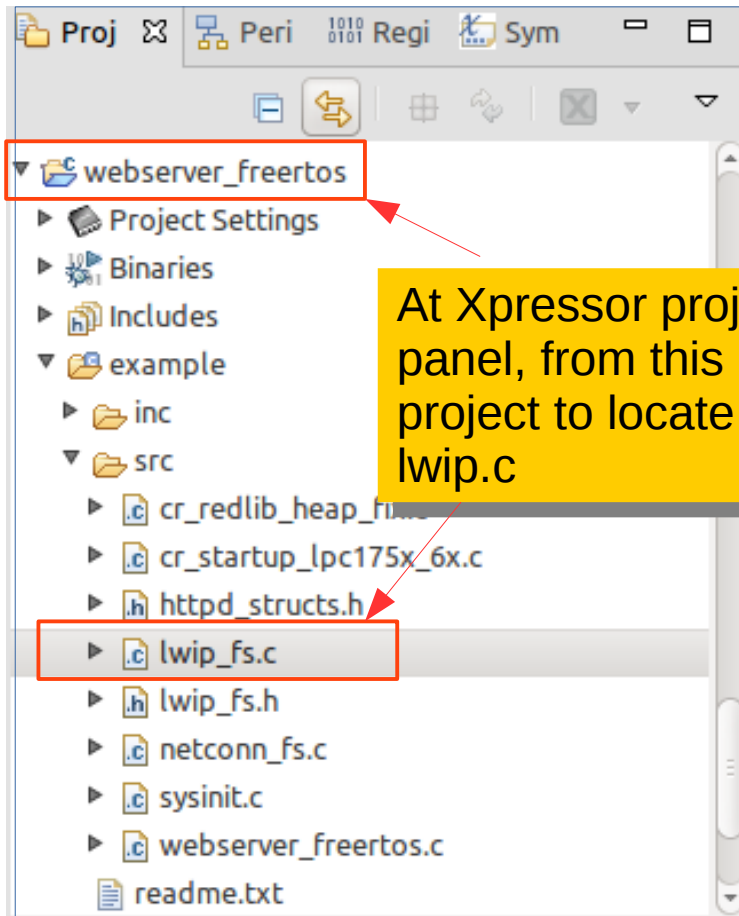 Proj Peri Regi Sym
webserver_freertos
Project Settings
Binaries
Includes
example
inc
src
cr_redlib_heap_fix.c
cr_startup_lpc175x_6x.c
httpd_structs.h
lwip_fs.c
lwip_fs.h
netconn_fs.c
sysinit.c
webserver_freertos.c
readme.txt
At Xpressor proj
panel, from this
project to locate
lwip.c